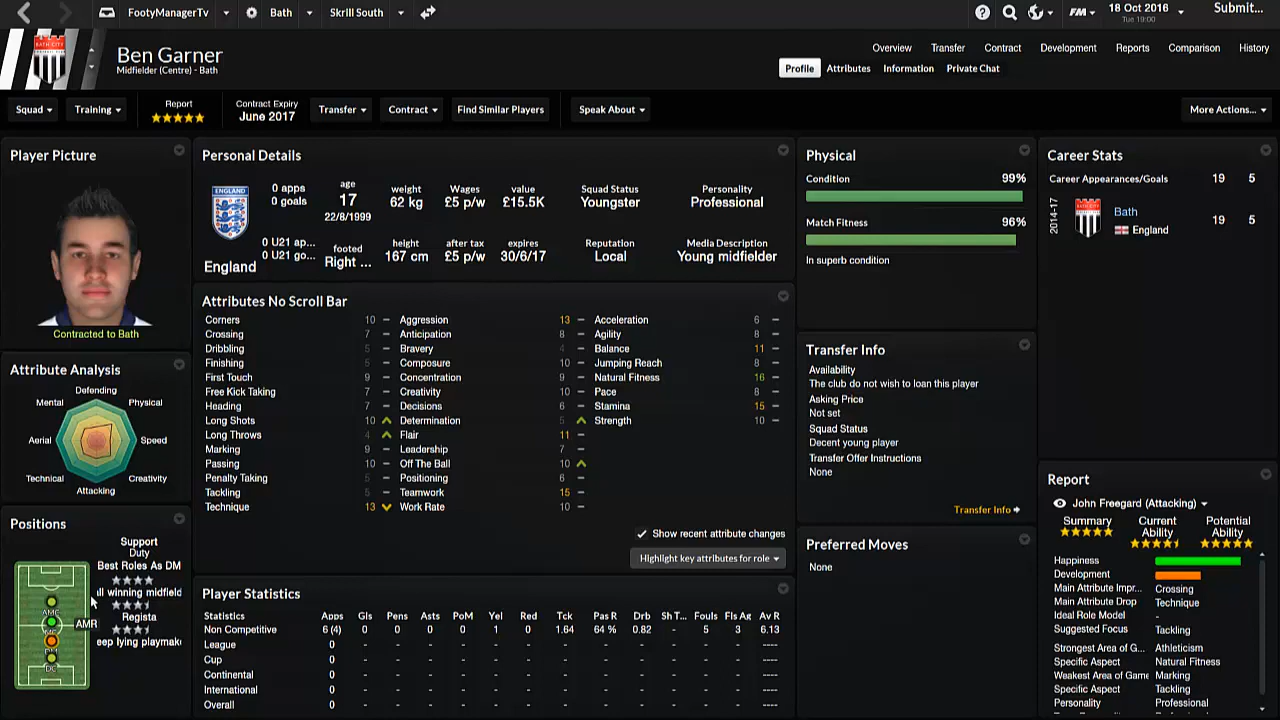 FootyManagerTv
Bath
Skrill South
FM
18 Oct 2016
Tue 19:00
Submit...
Ben Garner
Midfielder (Centre) - Bath
Overview Transfer Contract Development Reports Comparison History
Profile Attributes Information Private Chat
Squad Training Report Contract Expiry June 2017 Transfer Contract Find Similar Players Speak About More Actions...
Player Picture
Contracted to Bath
Attribute Analysis
Defending
Mental Physical
Aerial Speed
Technical Creativity
Attacking
Positions
Support
Duty
Best Roles As DM
ll winning midfield
Regista
eep lying playmake
AMC
AMR
DC
Personal Details
ENGLAND
England
0 apps
0 goals
0 U21 ap...
0 U21 go...
age
17
22/8/1999
footed
Right ...
weight
62 kg
height
167 cm
Wages
£5 p/w
after tax
£5 p/w
value
£15.5K
expires
30/6/17
Squad Status
Youngster
Reputation
Local
Personality
Professional
Media Description
Young midfielder
Attributes No Scroll Bar
Corners 10 - Aggression 13 - Acceleration 6 -
Crossing 7 - Anticipation 8 - Agility 8 -
Dribbling 5 - Bravery 4 - Balance 11 -
Finishing 5 - Composure 10 - Jumping Reach 8 -
First Touch 9 - Concentration 9 - Natural Fitness 16 -
Free Kick Taking 7 - Creativity 10 - Pace 8 -
Heading 7 - Decisions 6 - Stamina 15 -
Long Shots 10 Determination 5 Strength 10 -
Long Throws 4 Flair 11 -
Marking 9 - Leadership 7 -
Passing 10 - Off The Ball 10
Penalty Taking 5 - Positioning 6 -
Tackling 5 - Teamwork 15 -
Technique 13 Work Rate 10 -
Show recent attribute changes
Highlight key attributes for role
Player Statistics
Statistics Apps Gls Pens Asts PoM Yel Red Tck Pas R Drb Sh T... Fouls Fls Ag Av R
Non Competitive 6 (4) 0 0 0 0 1 0 1.64 64 % 0.82 - 5 3 6.13
League 0 - - - - - - - - - - - - ----
Cup 0 - - - - - - - - - - - - ----
Continental 0 - - - - - - - - - - - - ----
International 0 - - - - - - - - - - - - ----
Overall 0 - - - - - - - - - - - - ----
Physical
Condition 99%
Match Fitness 96%
In superb condition
Transfer Info
Availability
The club do not wish to loan this player
Asking Price
Not set
Squad Status
Decent young player
Transfer Offer Instructions
None
Transfer Info
Preferred Moves
None
Career Stats
Career Appearances/Goals 19 5
2014-17 Bath 19 5
England
Report
John Freegard (Attacking)
Summary
Current Ability
Potential Ability
Happiness
Development
Main Attribute Impr... Crossing
Main Attribute Drop Technique
Ideal Role Model -
Suggested Focus Tackling
Strongest Area of G... Athleticism
Specific Aspect Natural Fitness
Weakest Area of Game Marking
Specific Aspect Tackling
Personality Professional